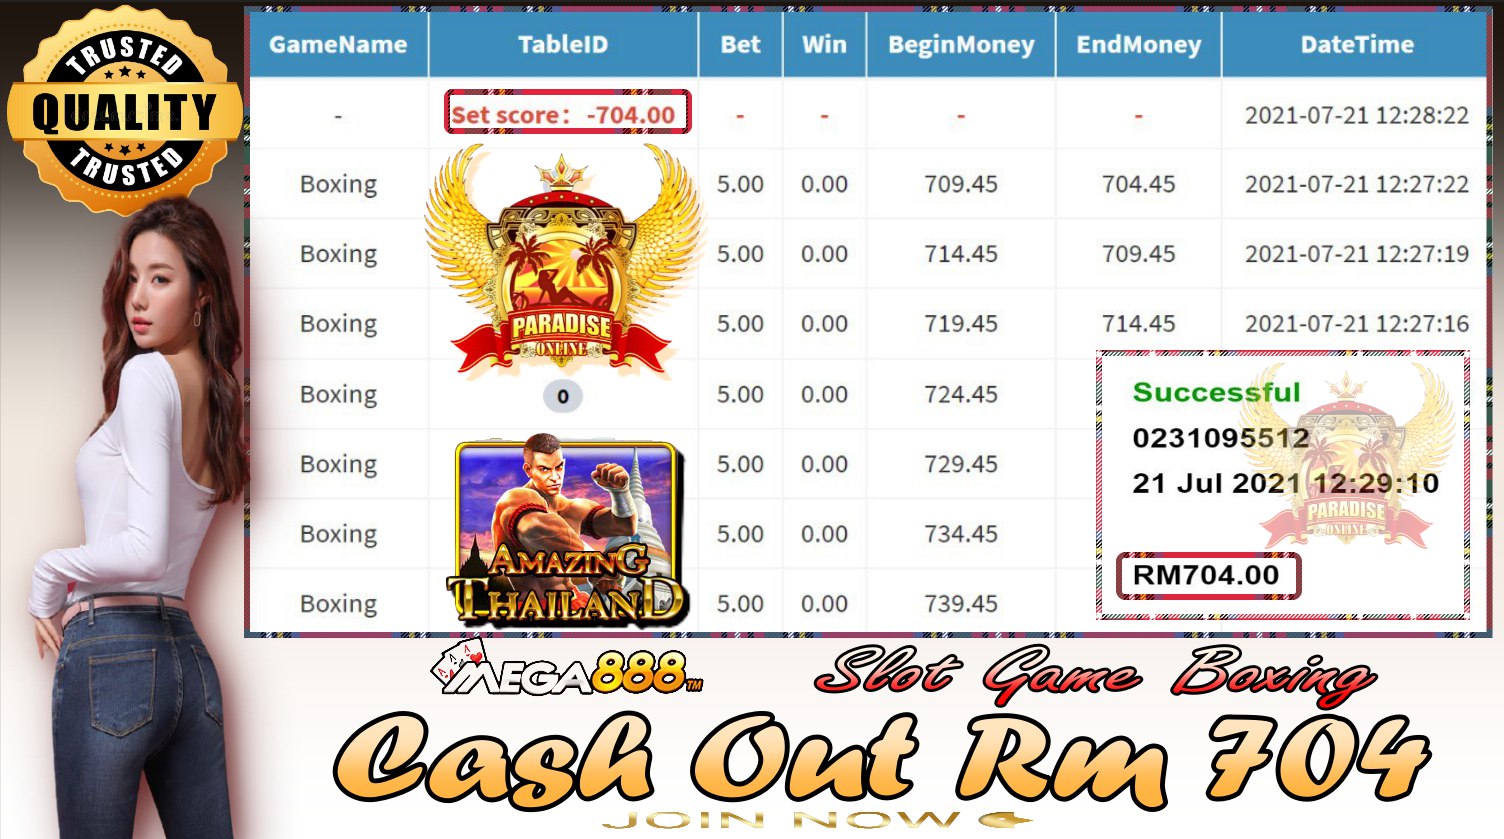 TRUSTED
QUALITY
TRUSTED
GameName TableID Bet Win BeginMoney EndMoney DateTime
- Set score: -704.00 - - - - 2021-07-21 12:28:22
Boxing 5.00 0.00 709.45 704.45 2021-07-21 12:27:22
Boxing 5.00 0.00 714.45 709.45 2021-07-21 12:27:19
Boxing 5.00 0.00 719.45 714.45 2021-07-21 12:27:16
PARADISE
ONLINE
Boxing 0 5.00 0.00 724.45
Boxing 5.00 0.00 729.45
Boxing 5.00 0.00 734.45
Boxing 5.00 0.00 739.45
AMAZING
THAILAND
Successful
0231095512
21 Jul 2021 12:29:10
PARADISE
ONLINE
RM704.00
MEGA888 TM
Slot Game Boxing
Cash Out Rm 704
JOIN NOW